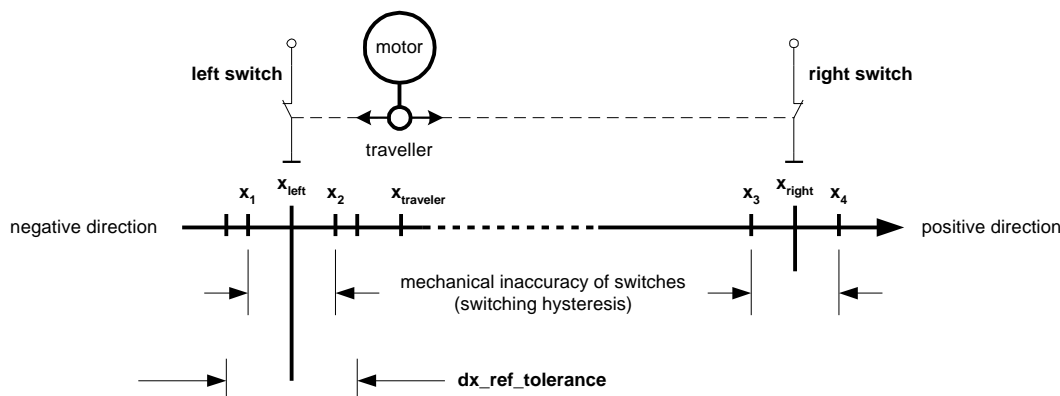 motor
left switch
right switch
traveller
x1
xleft
x2
xtraveler
x3
xright
x4
negative direction
positive direction
mechanical inaccuracy of switches
(switching hysteresis)
dx_ref_tolerance